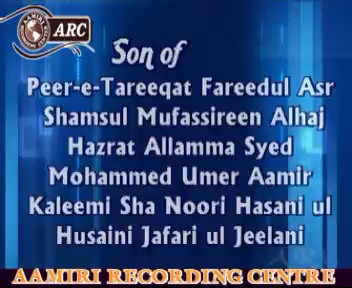 ARC
Son of
Peer-e-Tareeqat Fareedul Asr
Shamsul Mufassireen Alhaj
Hazrat Allamma Syed
Mohammed Umer Aamir
Kaleemi Sha Noori Hasani ul
Husaini Jafari ul Jeelani
AAMIRI RECORDING CENTRE